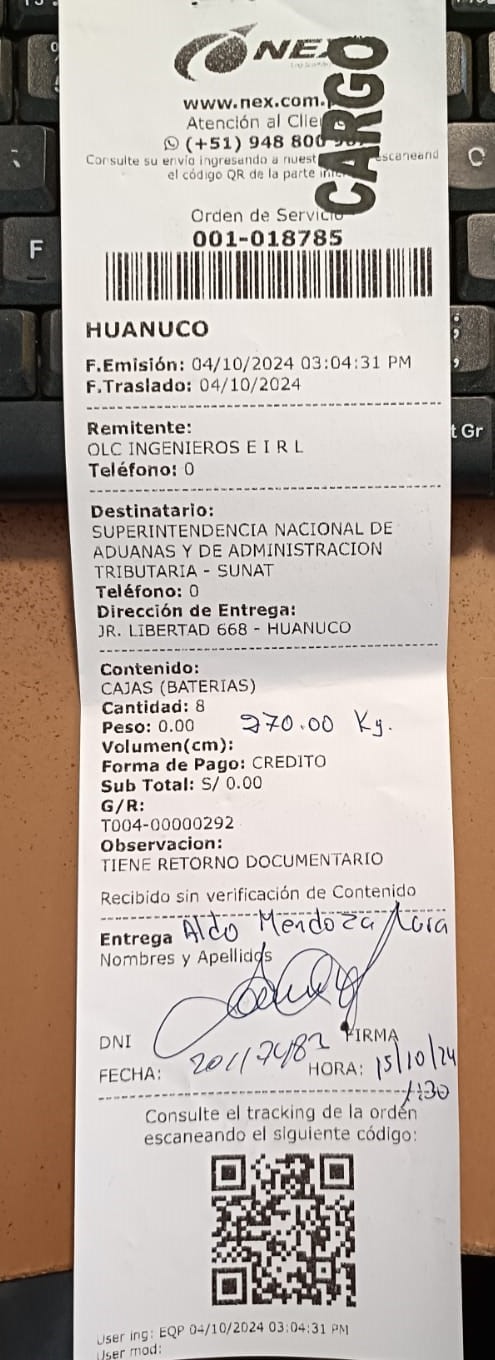 NEX
CARGO
www.nex.com.
Atención al Clie
(+51) 948 800
Consulte su envío ingresando a nuest escaneand
el código QR de la parte
Orden de Servicio
001-018785
HUANUCO
F.Emisión: 04/10/2024 03:04:31 PM
F.Traslado: 04/10/2024
Remitente:
OLC INGENIEROS E I R L
Teléfono: 0
Destinatario:
SUPERINTENDENCIA NACIONAL DE
ADUANAS Y DE ADMINISTRACION
TRIBUTARIA - SUNAT
Teléfono: 0
Dirección de Entrega:
JR. LIBERTAD 668 - HUANUCO
Contenido:
CAJAS (BATERIAS)
Cantidad: 8
Peso: 0.00 270.00 Kg.
Volumen(cm):
Forma de Pago: CREDITO
Sub Total: S/ 0.00
G/R:
T004-00000292
Observacion:
TIENE RETORNO DOCUMENTARIO
Recibido sin verificación de Contenido
Entrega Aldo Mendoza
Nombres y Apellidos
DNI FIRMA
FECHA: HORA: 15/10/24
Consulte el tracking de la orden
escaneando el siguiente código:
User ing: EQP 04/10/2024 03:04:31 PM
User mod:
F
C
t Gr